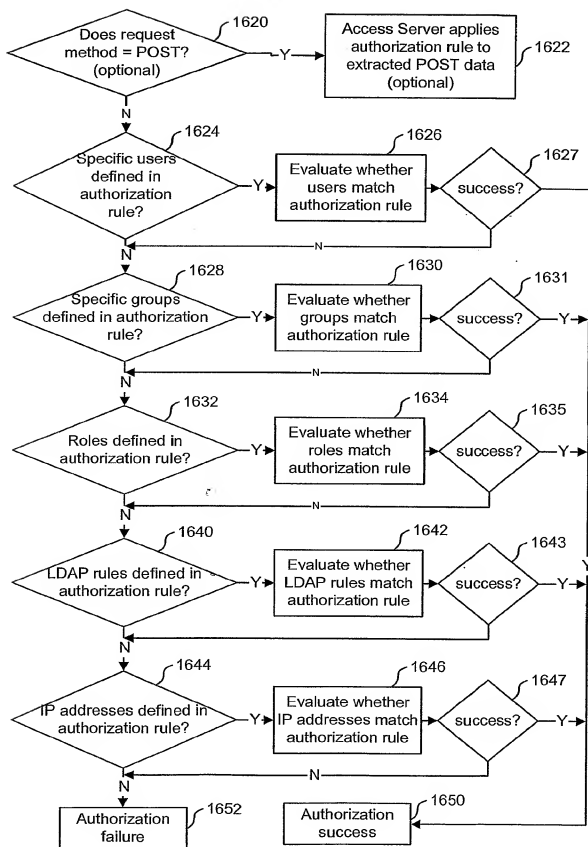 1620
Does request
method = POST?
(optional)
Y
Access Server applies
authorization rule to
extracted POST data
(optional)
1622
N
1624
Specific users
defined in
authorization
rule?
Y
1626
Evaluate whether
users match
authorization rule
1627
success?
N
N
1628
Specific groups
defined in authorization
rule?
Y
1630
Evaluate whether
groups match
authorization rule
1631
success?
Y
N
N
1632
Roles defined in
authorization rule?
Y
1634
Evaluate whether
roles match
authorization rule
1635
success?
Y
N
N
1640
LDAP rules defined in
authorization rule?
Y
1642
Evaluate whether
LDAP rules match
authorization rule
1643
success?
Y
Y
N
1644
IP addresses defined in
authorization rule?
Y
1646
Evaluate whether
IP addresses match
authorization rule
1647
success?
Y
N
N
Authorization
failure
1652
Authorization
success
1650